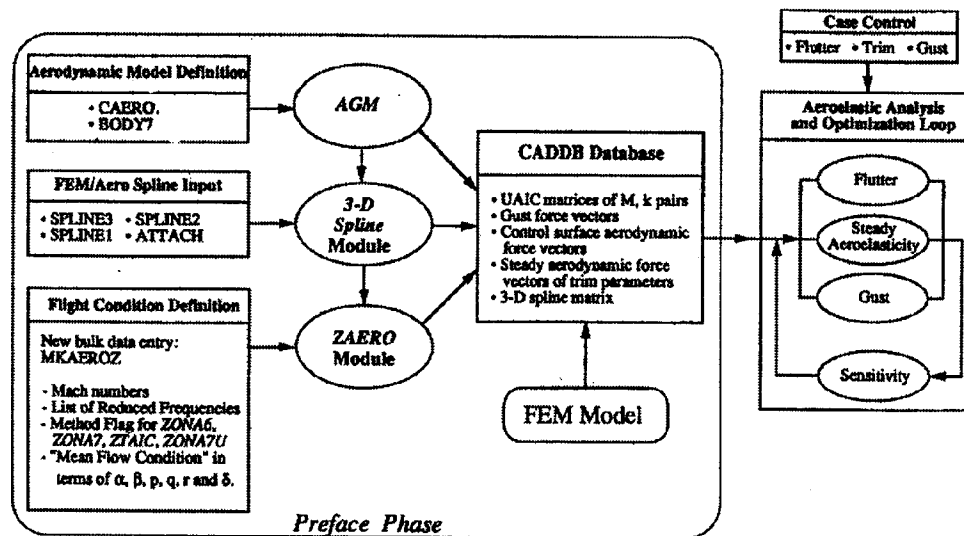 Case Control
• Flutter • Trim • Gust
Aerodynamic Model Definition
• CAERO.
• BODY7
AGM
Aeroelastic Analysis
and Optimization Loop
FEM/Aero Spline Input
• SPLINE3 • SPLINE2
• SPLINE1 • ATTACH
3-D
Spline
Module
CADDB Database
• UAIC matrices of M, k pairs
• Gust force vectors
• Control surface aerodynamic
force vectors
• Steady aerodynamic force
vectors of trim parameters
• 3-D spline matrix
Flutter
Steady
Aeroelasticity
Gust
Sensitivity
Flight Condition Definition
New bulk data entry:
MKAEROZ
- Mach numbers
- List of Reduced Frequencies
- Method Flag for ZONA6,
ZONA7, ZTAIC, ZONA7U
- "Mean Flow Condition" in
terms of α, β, p, q, r and δ.
ZAERO
Module
FEM Model
Preface Phase